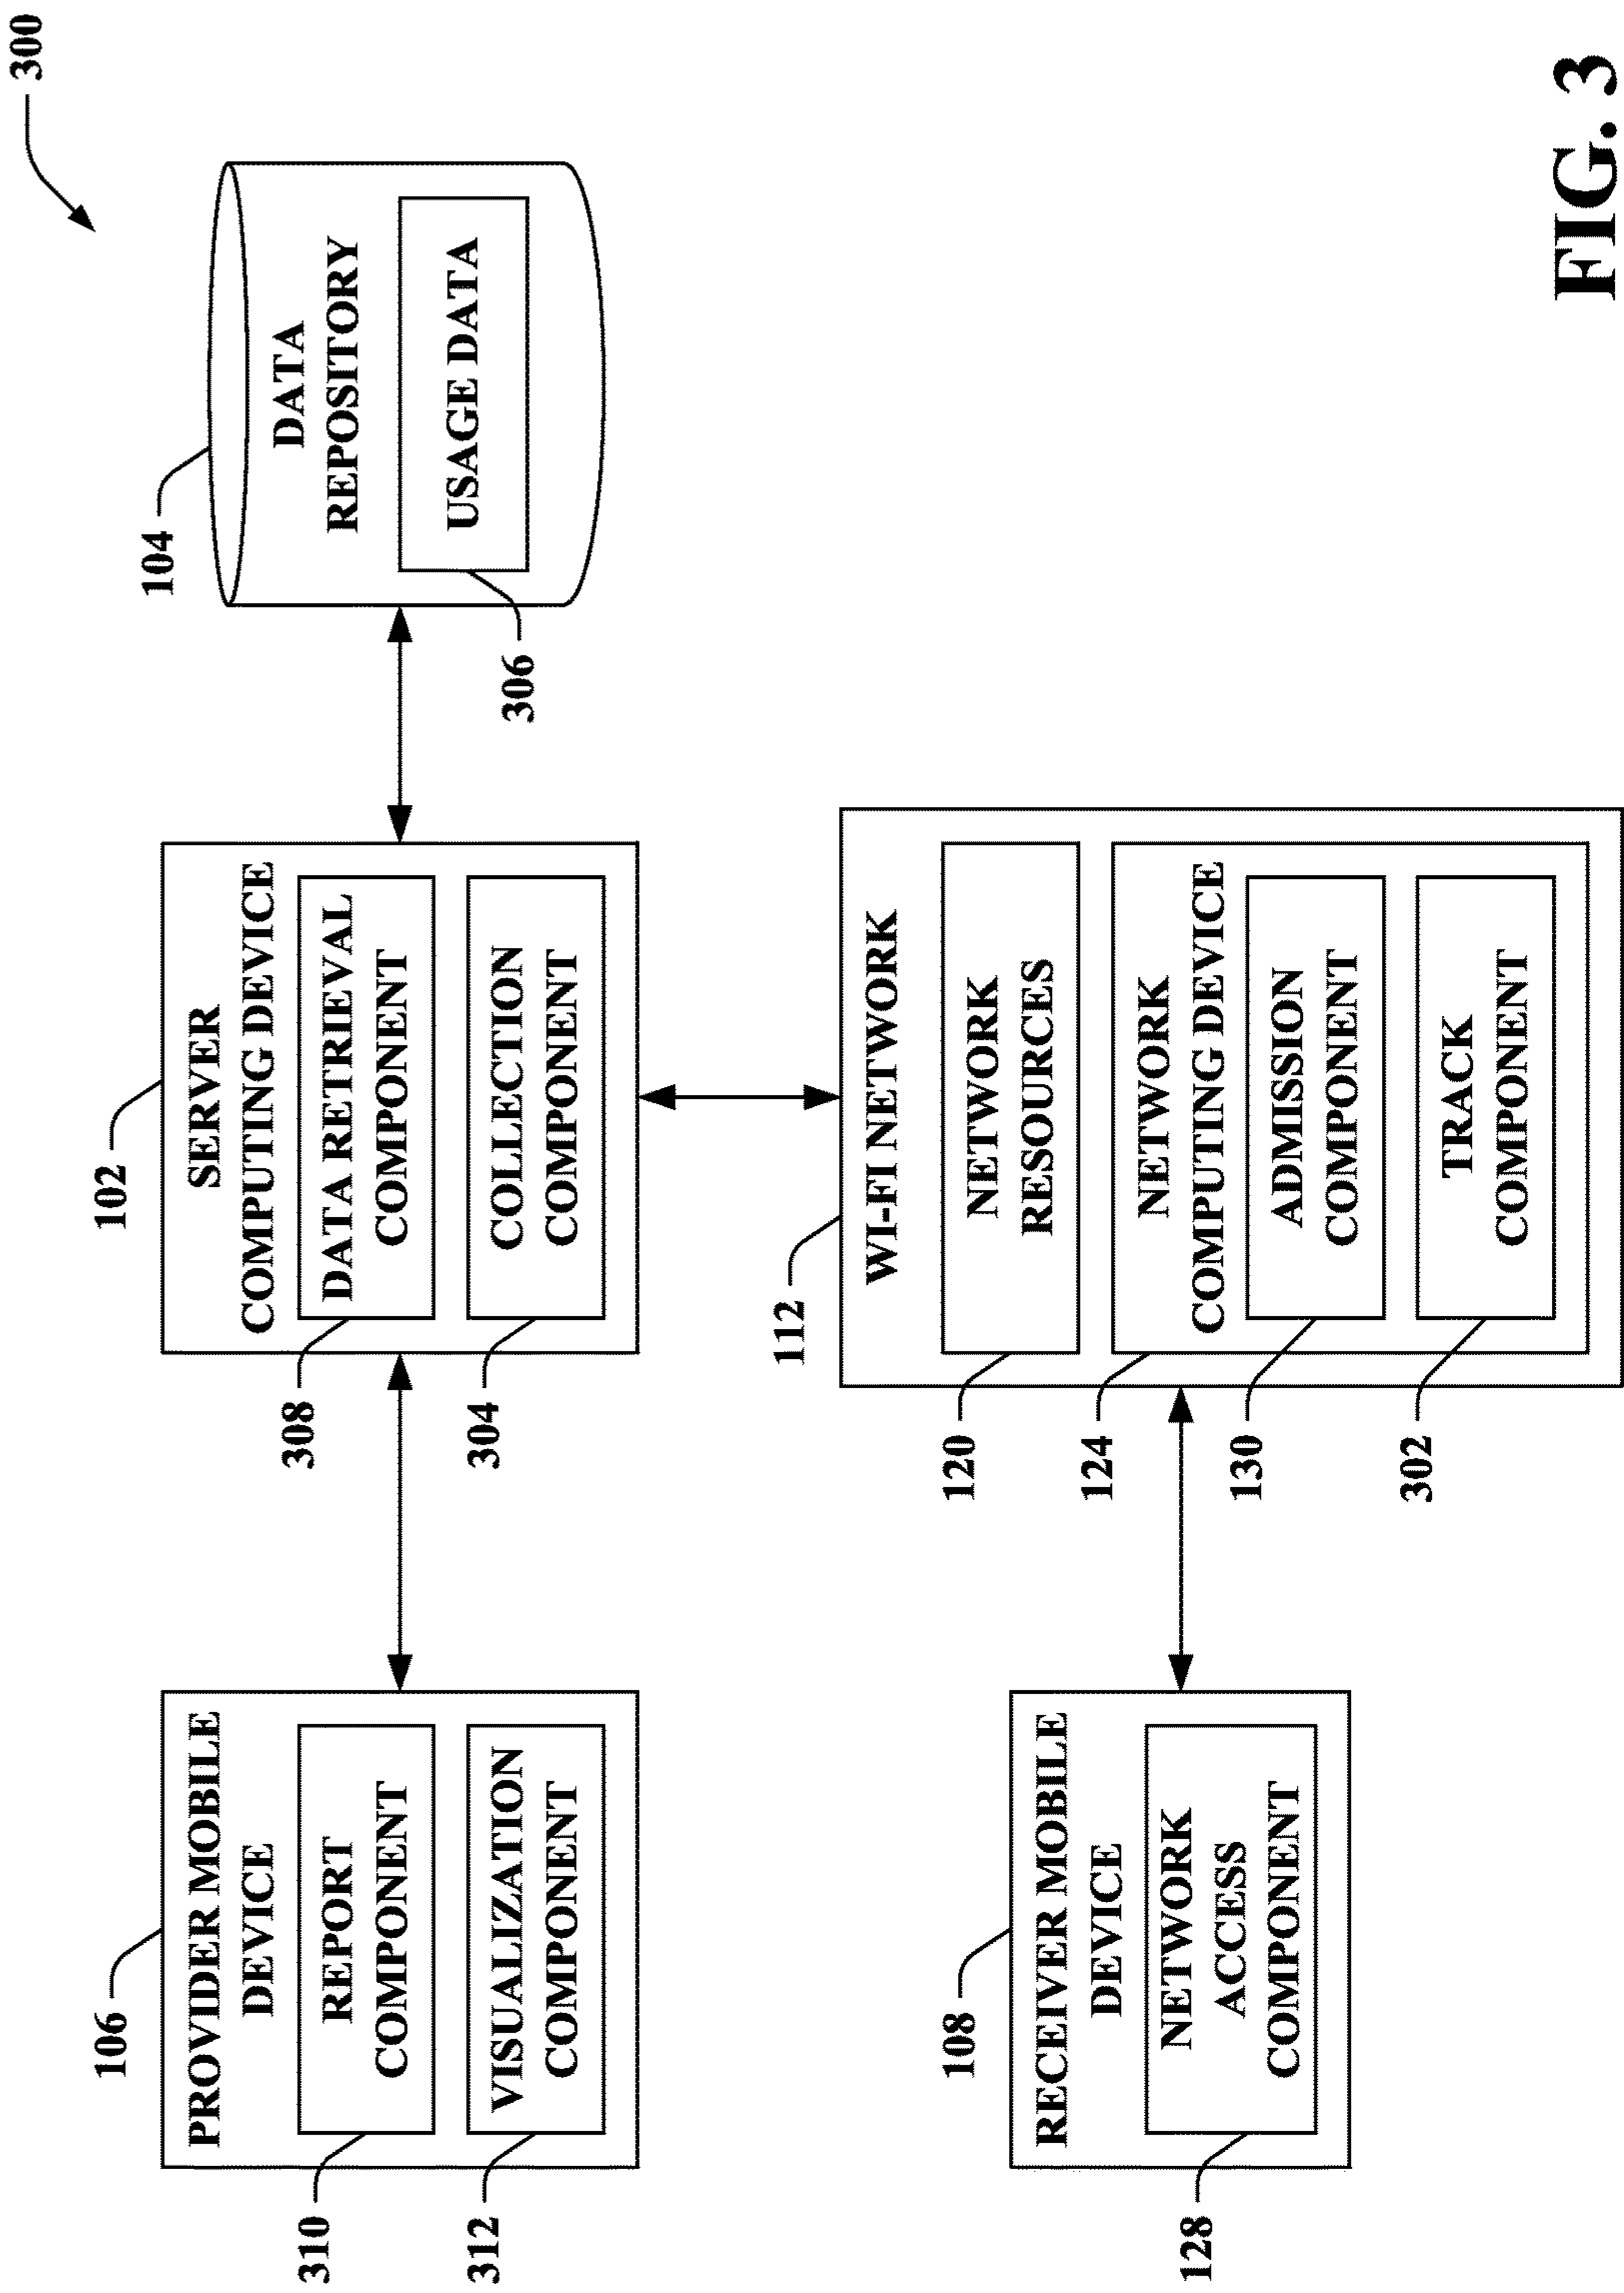 300
106
PROVIDER MOBILE
DEVICE
310
REPORT
COMPONENT
312
VISUALIZATION
COMPONENT
102
SERVER
COMPUTING DEVICE
308
DATA RETRIEVAL
COMPONENT
304
COLLECTION
COMPONENT
104
DATA
REPOSITORY
USAGE DATA
306
108
RECEIVER MOBILE
DEVICE
128
NETWORK
ACCESS
COMPONENT
112
WI-FI NETWORK
120
NETWORK
RESOURCES
124
NETWORK
COMPUTING DEVICE
130
ADMISSION
COMPONENT
302
TRACK
COMPONENT
FIG. 3